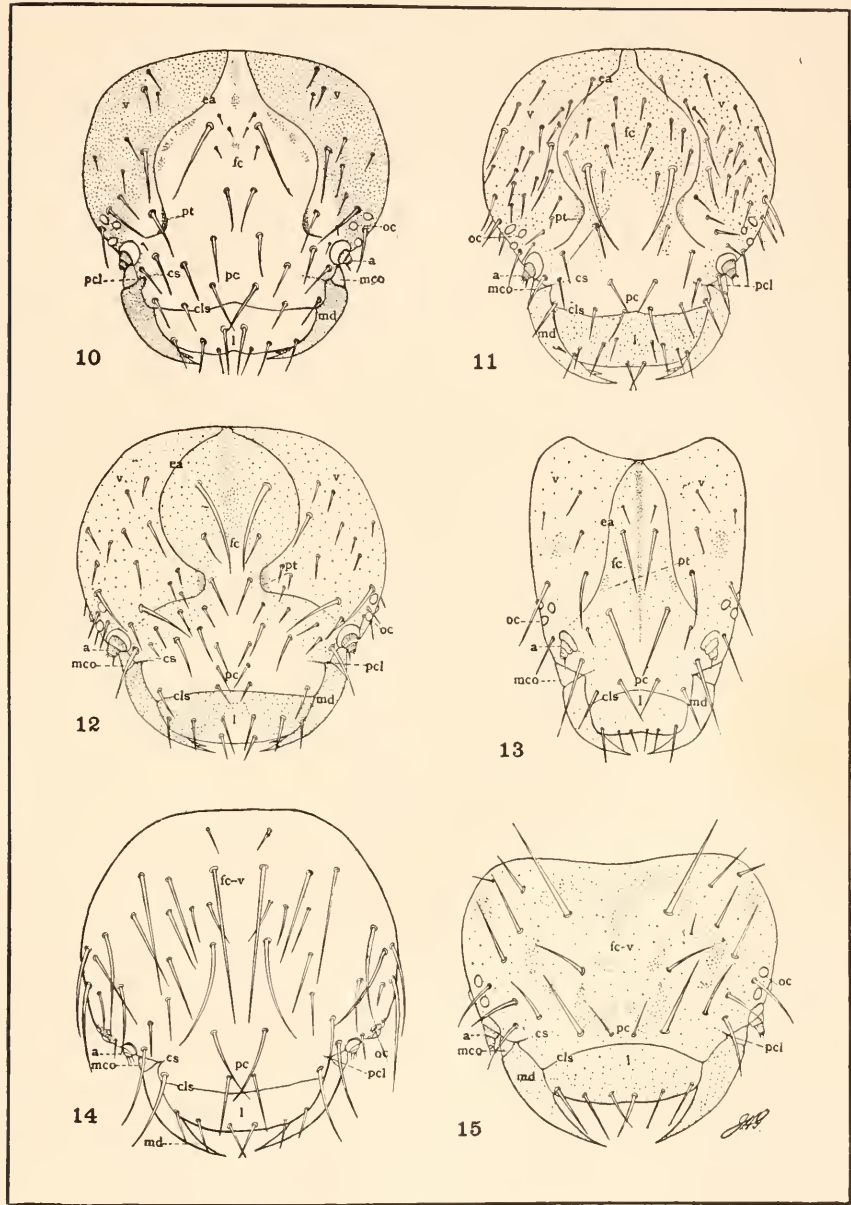 v v
ea
fc
pt
oc
a
pcl cs pc mco
cls md
l
10
ea
v v
fc
pt
oc
a cs
mco pc pcl
cls
md l
11
ea
v v
fc
pt
oc
a
mco cs pcl
pc
cls md
l
12
v v
ea
fc pt
oc
a
mco pc
cls l md
13
fc-v
oc
a cs
mco pc pcl
cls
l
14
md
fc-v
oc
pc
a cs pcl
mco cls l
md
15